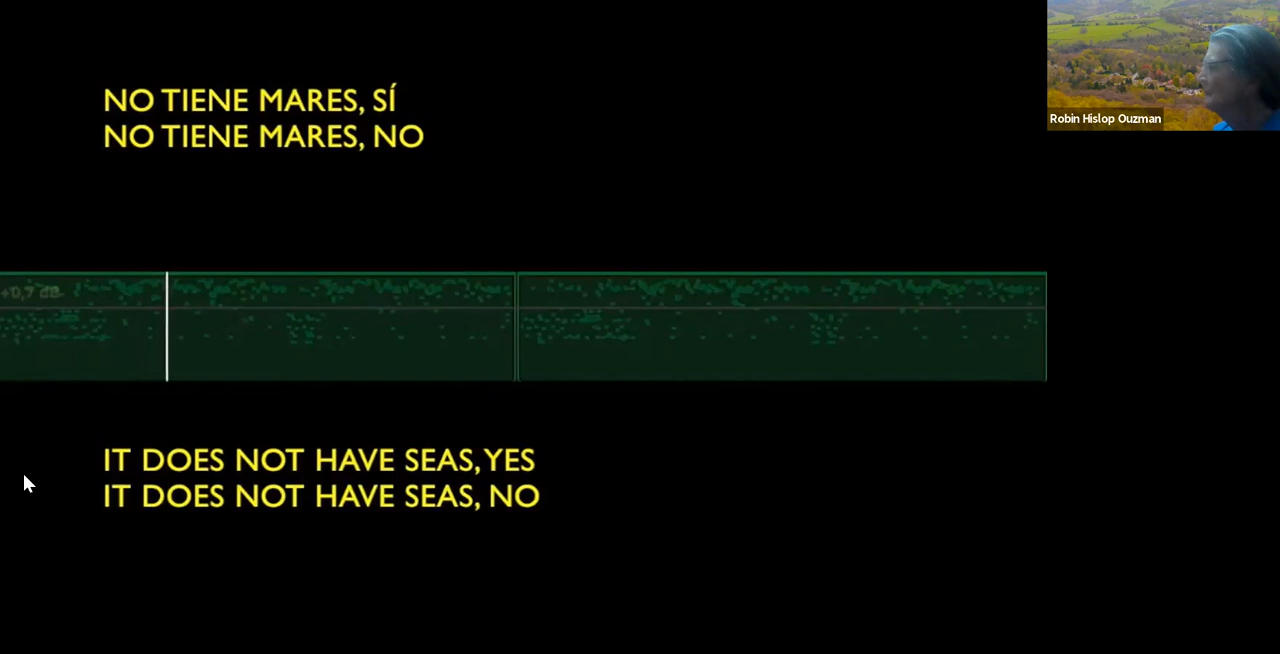 NO TIENE MARES, SÍ
NO TIENE MARES, NO
Robin Hislop Ouzman
+0,7 dB
IT DOES NOT HAVE SEAS, YES
IT DOES NOT HAVE SEAS, NO